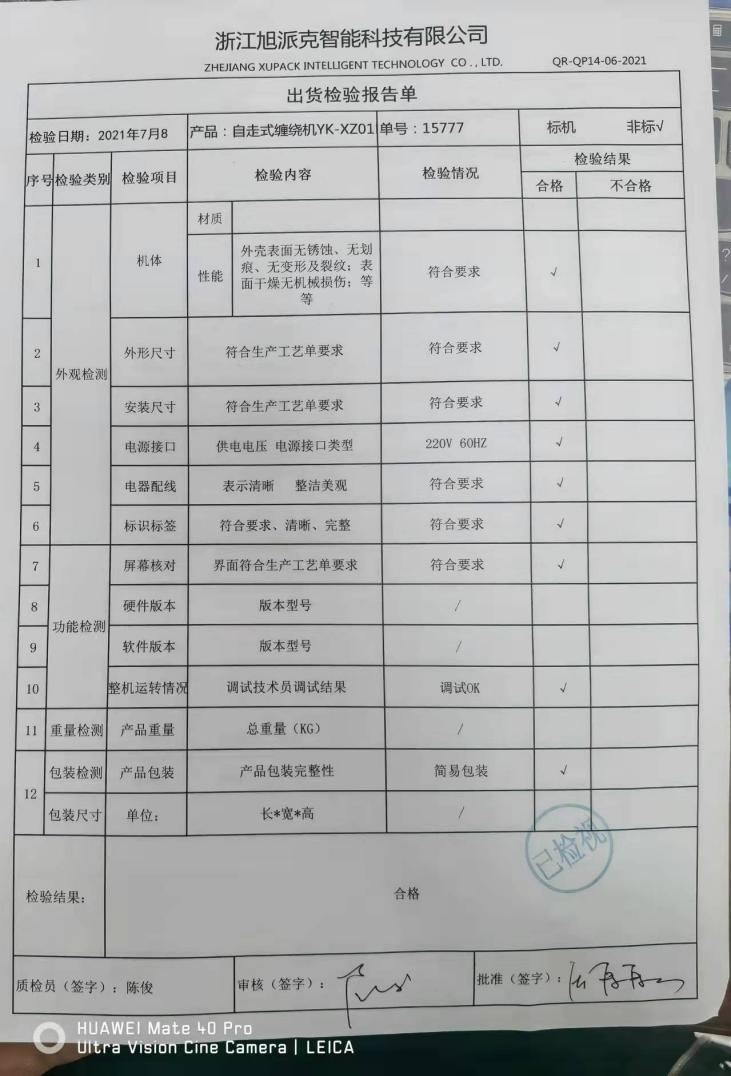 浙江旭派克智能科技有限公司
ZHEJIANG XUPACK INTELLIGENT TECHNOLOGY CO., LTD. QR-QP14-06-2021
出货检验报告单
检验日期：2021年7月8 产品：自走式缠绕机YK-XZ01 单号：15777 标机 非标√
序号 检验类别 检验项目 检验内容 检验情况 检验结果
合格 不合格
1 外观检测 机体 材质
性能 外壳表面无锈蚀、无划
痕、无变形及裂纹；表
面干燥无机械损伤；等
等 符合要求 √
2 外形尺寸 符合生产工艺单要求 符合要求 √
3 安装尺寸 符合生产工艺单要求 符合要求 √
4 电源接口 供电电压 电源接口类型 220V 60HZ √
5 电器配线 表示清晰 整洁美观 符合要求 √
6 标识标签 符合要求、清晰、完整 符合要求 √
7 功能检测 屏幕核对 界面符合生产工艺单要求 符合要求 √
8 硬件版本 版本型号 /
9 软件版本 版本型号 /
10 整机运转情况 调试技术员调试结果 调试OK √
11 重量检测 产品重量 总重量（KG） /
12 包装检测 产品包装 产品包装完整性 简易包装 √
包装尺寸 单位： 长*宽*高 /
已检视
检验结果： 合格
质检员（签字）：陈俊 审核（签字）： 批准（签字）：
HUAWEI Mate 40 Pro
Ultra Vision Cine Camera | LEICA